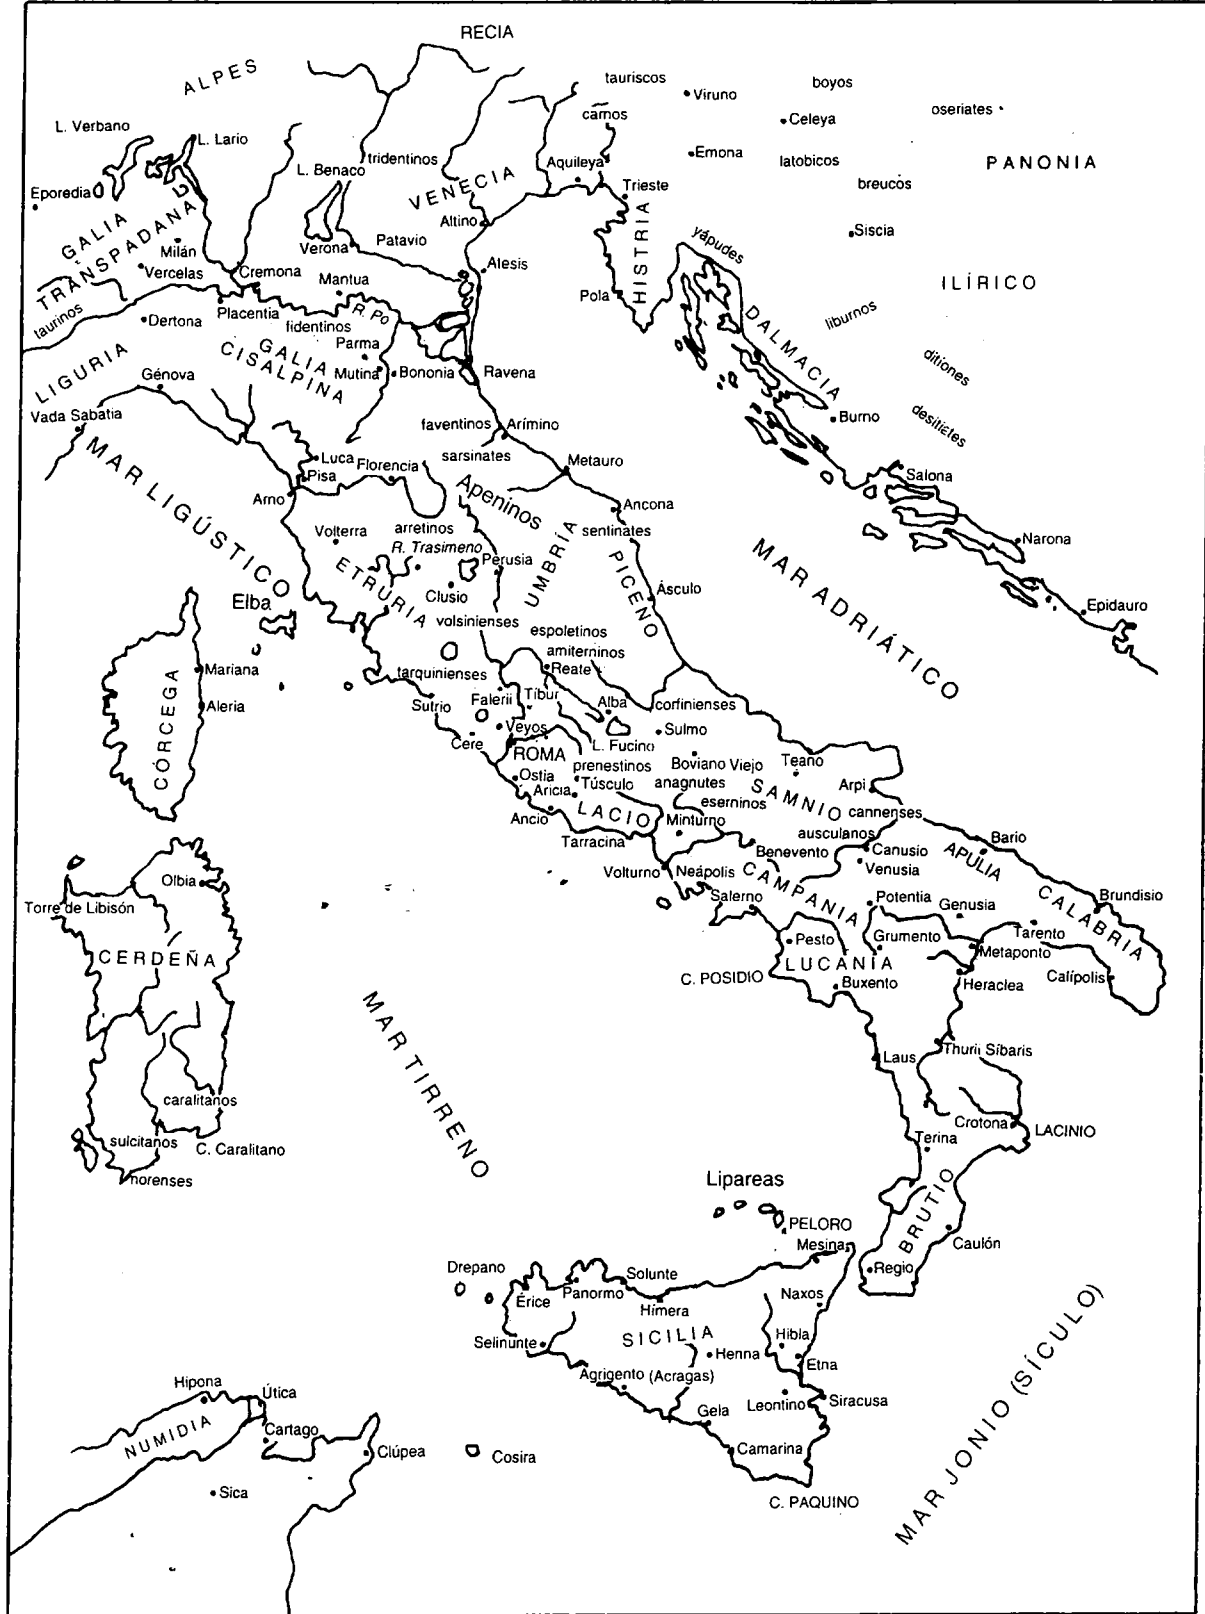 RECIA
ALPES
tauriscos
boyos
Viruno
oseriates
carnos
Celeya
L. Verbano
L. Lario
tridentinos
Emona
latobicos
PANONIA
L. Benaco
Aquileya
Eporedia
VENECIA
Trieste
breucos
GALIA
TRANSPADANA
Altino
HISTRIA
Siscia
Milán
Verona
Patavio
yápudes
Vercelas
Cremona
Mantua
Alesis
ILÍRICO
Pola
taurinos
Placentia
R. Po
Dertona
fidentinos
DALMACIA
liburnos
GALIA
CISALPINA
Parma
LIGURIA
Génova
Mutina
Bononia
Ravena
ditiones
Vada Sabatia
faventinos
Arímino
Burno
desitietes
MAR LIGÚSTICO
sarsinates
Luca
Florencia
Metauro
Salona
Pisa
Apeninos
Arno
Ancona
Volterra
arretinos
sentinates
Narona
R. Trasimeno
UMBRÍA
MAR ADRIÁTICO
Perusia
PICENO
ETRURIA
Elba
Clusio
Ásculo
Epidauro
volsinienses
espoletinos
amiterninos
Mariana
tarquinienses
Reate
CÓRCEGA
Aleria
Sutrio
Falerii
Tíbur
Alba
corfinienses
Veyos
Sulmo
Cere
ROMA
L. Fucino
Boviano Viejo
Teano
prenestinos
Ostia
Túsculo
anagnutes
SAMNIO
Arpi
Aricia
eserninos
Ancio
LACIO
Minturno
cannenses
Tarracina
ausculanos
Bario
Benevento
Canusio
APULIA
Volturno
Neápolis
CAMPANIA
Venusia
Olbia
Salerno
Potentia
CALABRIA
Brundisio
Torre de Libisón
Genusia
Tarento
Pesto
Grumento
Metaponto
CERDEÑA
LUCANIA
C. POSIDIO
Buxento
Heraclea
Calípolis
MAR TIRRENO
Laus
Thurii Síbaris
caralitanos
Crotona
LACINIO
sulcitanos
C. Caralitano
Terina
norenses
Lipareas
BRUTIO
PELORO
Mesina
Caulón
Drepano
Solunte
Regio
Érice
Panormo
Hímera
Naxos
SICILIA
Hibla
Selinunte
Henna
Etna
Agrigento (Acragas)
Hipona
Útica
Leontino
Siracusa
MAR JONIO (SÍCULO)
NUMIDIA
Gela
Cartago
Clúpea
Cosira
Camarina
Sica
C. PAQUINO